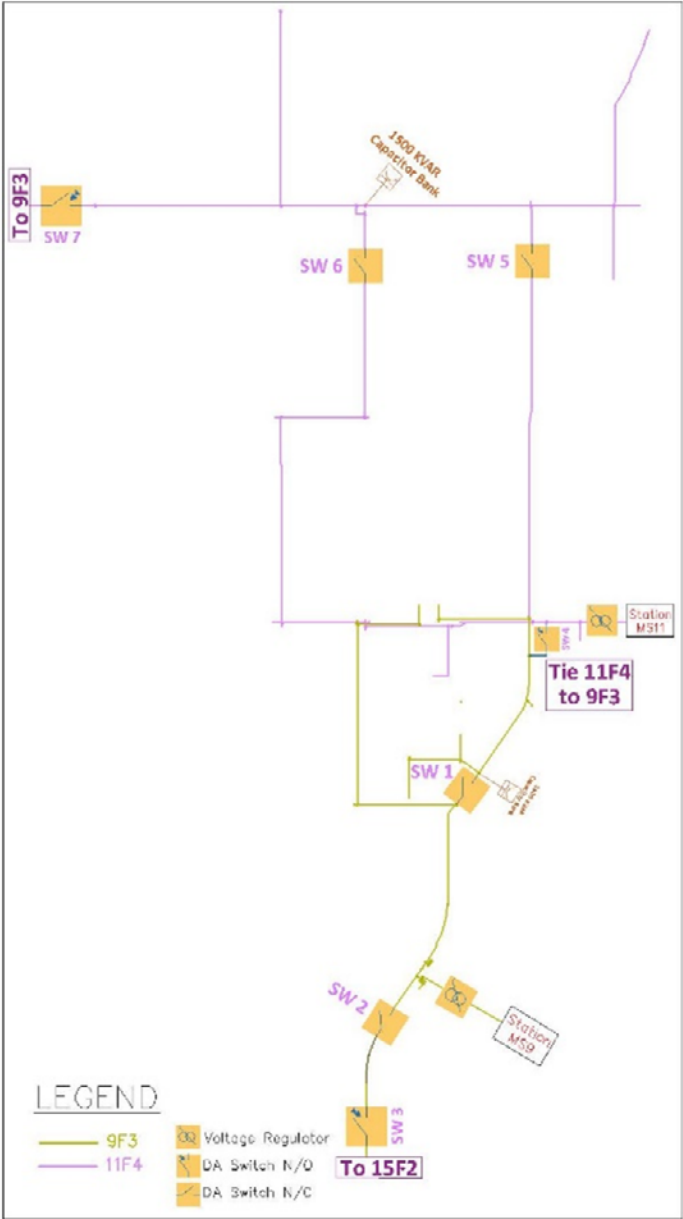 1500 KVAR
Capacitor Bank
To 9F3
SW 7
SW 6
SW 5
Station
MS11
SW 4
Tie 11F4
to 9F3
SW 1
SW 2
Station
MS9
SW 3
To 15F2
LEGEND
9F3
11F4
Voltage Regulator
DA Switch N/O
DA Switch N/C